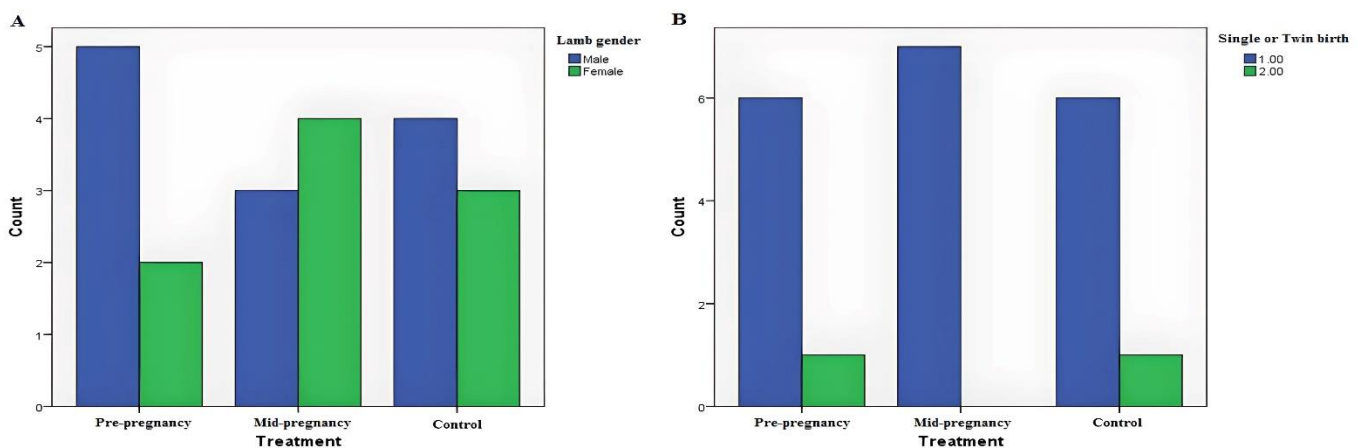 A
Lamb gender
Male
Female
Count
5
4
3
2
1
0
Pre-pregnancy Mid-pregnancy Control
Treatment
B
Single or Twin birth
1.00
2.00
Count
6
4
2
0
Pre-pregnancy Mid-pregnancy Control
Treatment